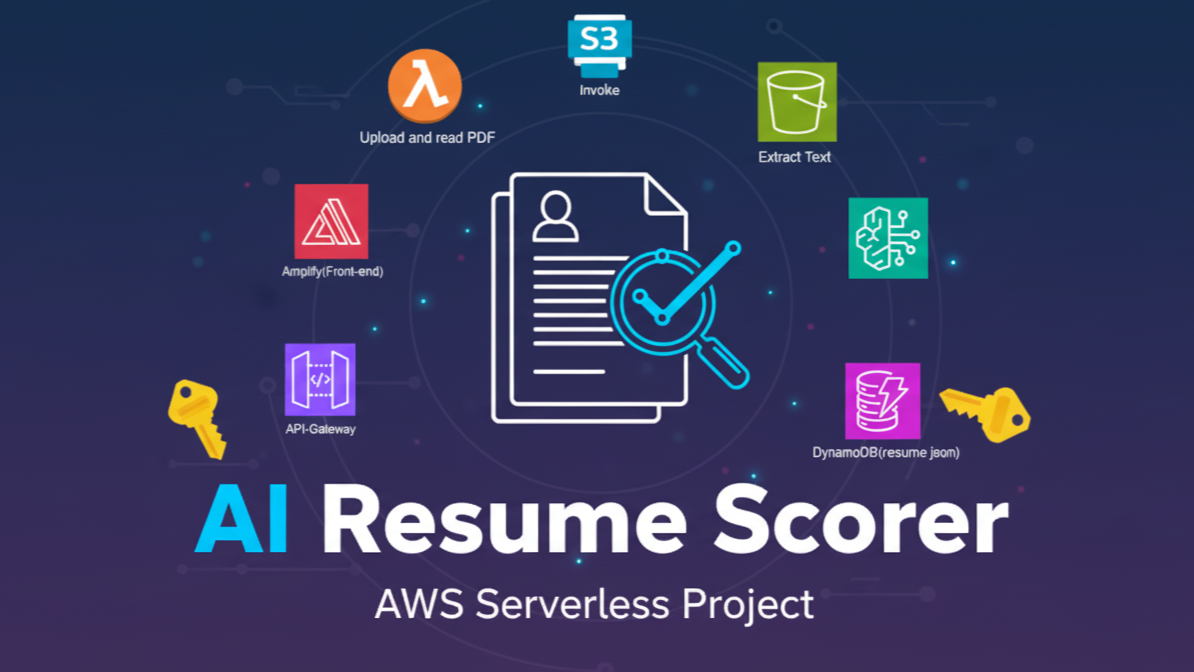 S3
Invoke
λ
Upload and read PDF
Extract Text
Amplify(Front-end)
</>
API-Gateway
DynamoDB(resume json)
AI Resume Scorer
AWS Serverless Project